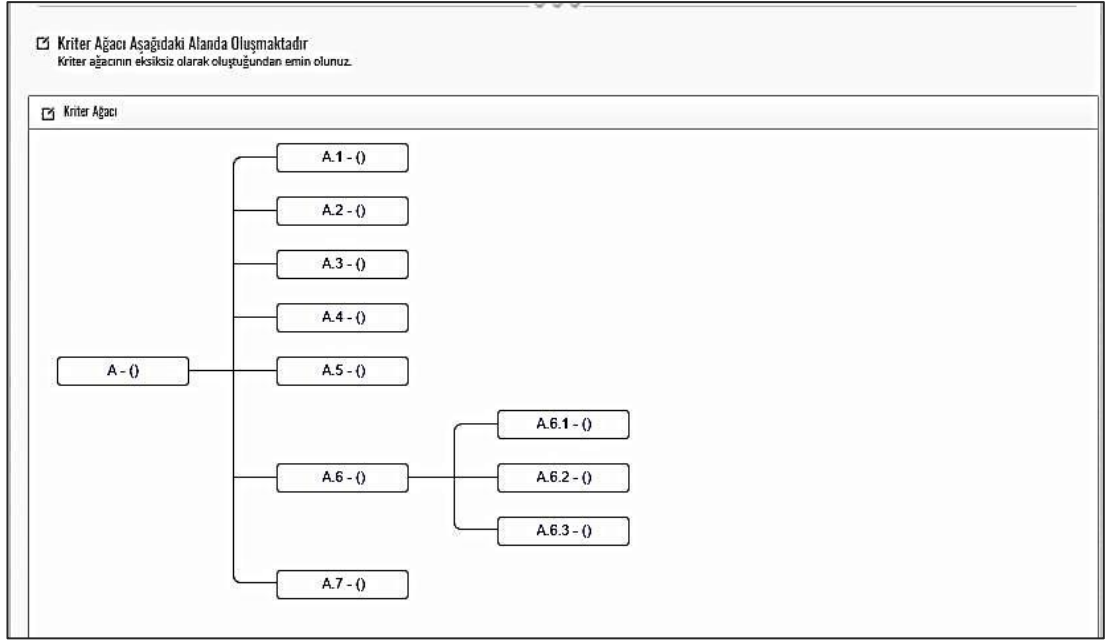 Kriter Ağacı Aşağıdaki Alanda Oluşmaktadır
Kriter ağacının eksiksiz olarak oluştuğundan emin olunuz.
Kriter Ağacı
A.1 - ()
A.2 - ()
A.3 - ()
A.4 - ()
A - ()
A.5 - ()
A.6.1 - ()
A.6 - ()
A.6.2 - ()
A.6.3 - ()
A.7 - ()